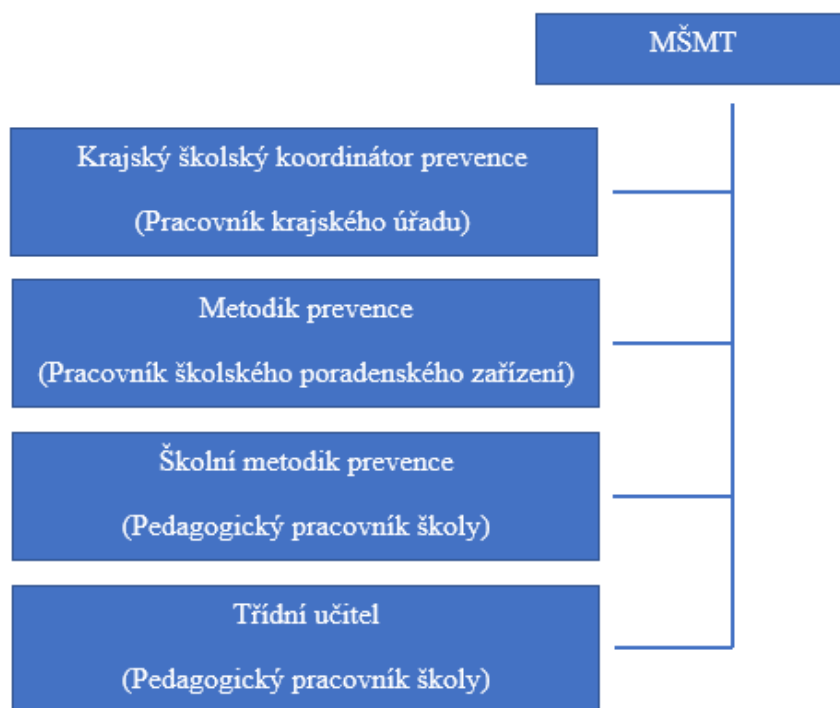 MŠMT
Krajský školský koordinátor prevence
(Pracovník krajského úřadu)
Metodik prevence
(Pracovník školského poradenského zařízení)
Školní metodik prevence
(Pedagogický pracovník školy)
Třídní učitel
(Pedagogický pracovník školy)